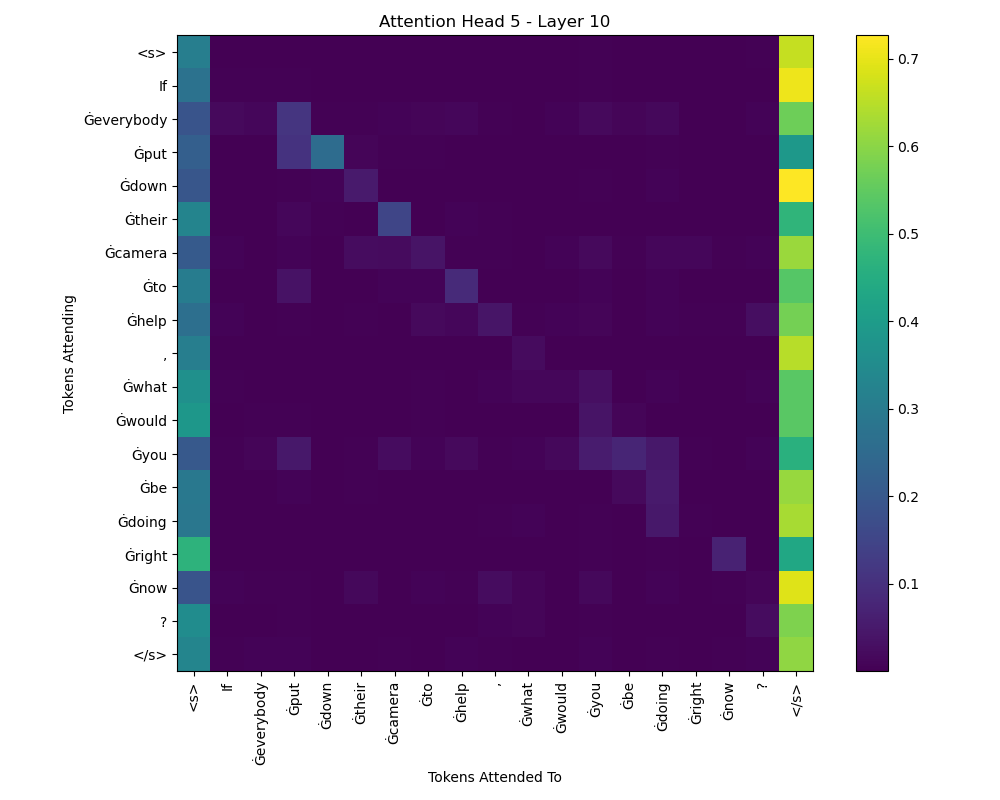 Attention Head 5 - Layer 10
Tokens Attending
<s>
If
Ġeverybody
Ġput
Ġdown
Ġtheir
Ġcamera
Ġto
Ġhelp
,
Ġwhat
Ġwould
Ġyou
Ġbe
Ġdoing
Ġright
Ġnow
?
</s>
<s>
If
Ġeverybody
Ġput
Ġdown
Ġtheir
Ġcamera
Ġto
Ġhelp
,
Ġwhat
Ġwould
Ġyou
Ġbe
Ġdoing
Ġright
Ġnow
?
</s>
Tokens Attended To
0.7
0.6
0.5
0.4
0.3
0.2
0.1